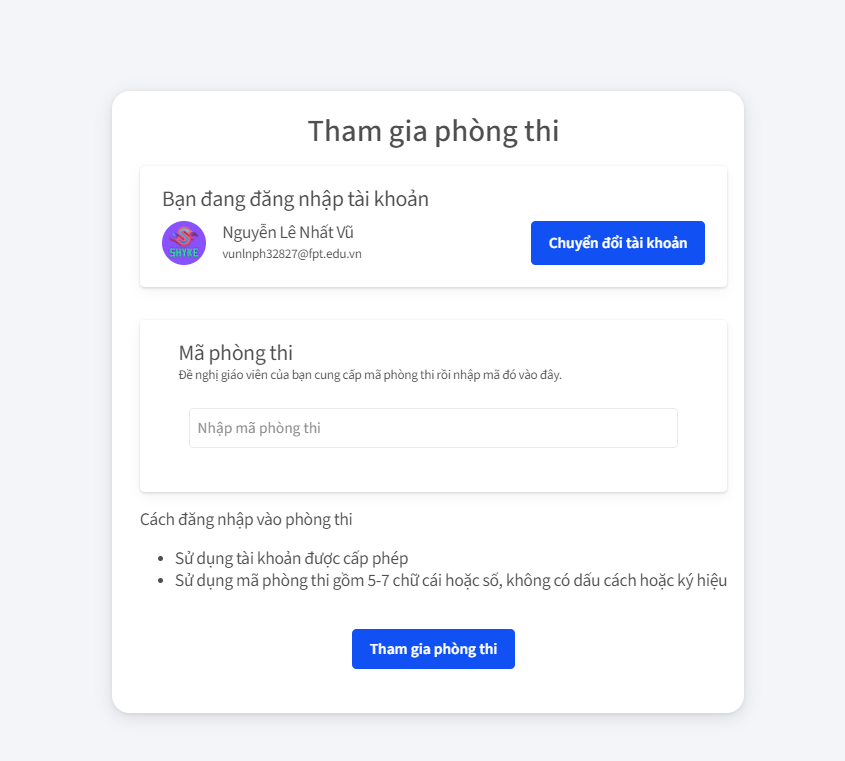 Tham gia phòng thi
Bạn đang đăng nhập tài khoản
SHYKE
Nguyễn Lê Nhất Vũ
vunlnph32827@fpt.edu.vn
Chuyển đổi tài khoản
Mã phòng thi
Đề nghị giáo viên của bạn cung cấp mã phòng thi rồi nhập mã đó vào đây.
Nhập mã phòng thi
Cách đăng nhập vào phòng thi
• Sử dụng tài khoản được cấp phép
• Sử dụng mã phòng thi gồm 5-7 chữ cái hoặc số, không có dấu cách hoặc ký hiệu
Tham gia phòng thi